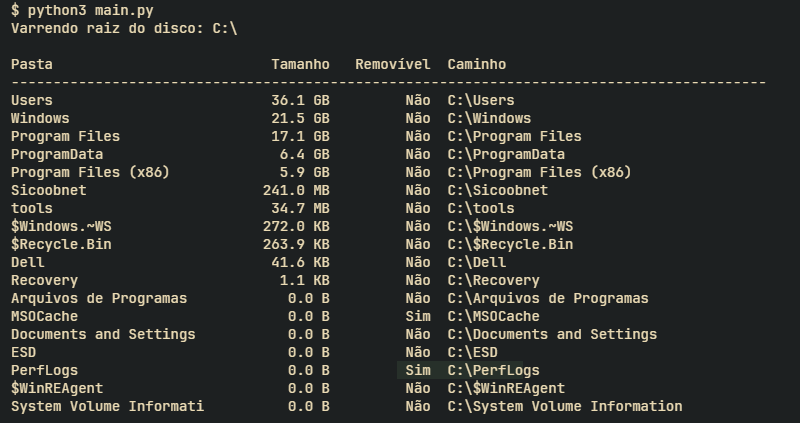 $ python3 main.py
Varrendo raiz do disco: C:\
Pasta Tamanho Removível Caminho
------------------------------------------------------------------------------------------
Users 36.1 GB Não C:\Users
Windows 21.5 GB Não C:\Windows
Program Files 17.1 GB Não C:\Program Files
ProgramData 6.4 GB Não C:\ProgramData
Program Files (x86) 5.9 GB Não C:\Program Files (x86)
Sicoobnet 241.0 MB Não C:\Sicoobnet
tools 34.7 MB Não C:\tools
$Windows.~WS 272.0 KB Não C:\$Windows.~WS
$Recycle.Bin 263.9 KB Não C:\$Recycle.Bin
Dell 41.6 KB Não C:\Dell
Recovery 1.1 KB Não C:\Recovery
Arquivos de Programas 0.0 B Não C:\Arquivos de Programas
MSOCache 0.0 B Sim C:\MSOCache
Documents and Settings 0.0 B Não C:\Documents and Settings
ESD 0.0 B Não C:\ESD
PerfLogs 0.0 B Sim C:\PerfLogs
$WinREAgent 0.0 B Não C:\$WinREAgent
System Volume Informati 0.0 B Não C:\System Volume Information